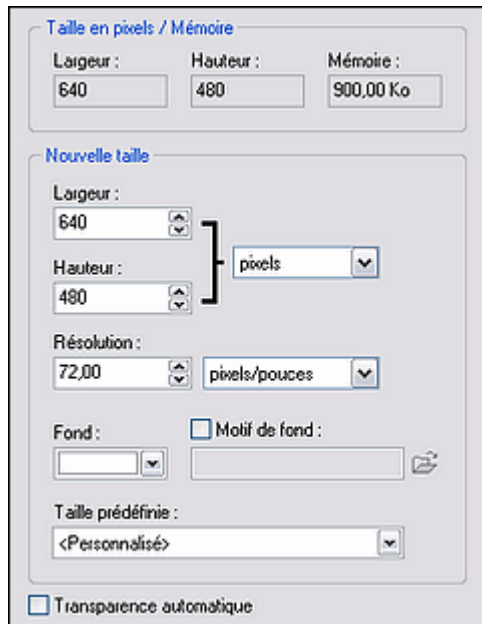 Taille en pixels / Mémoire
Largeur : Hauteur : Mémoire :
640 480 900,00 Ko
Nouvelle taille
Largeur :
640
pixels
Hauteur :
480
Résolution :
72,00 pixels/pouces
Fond : Motif de fond :
Taille prédéfinie :
<Personnalisé>
Transparence automatique